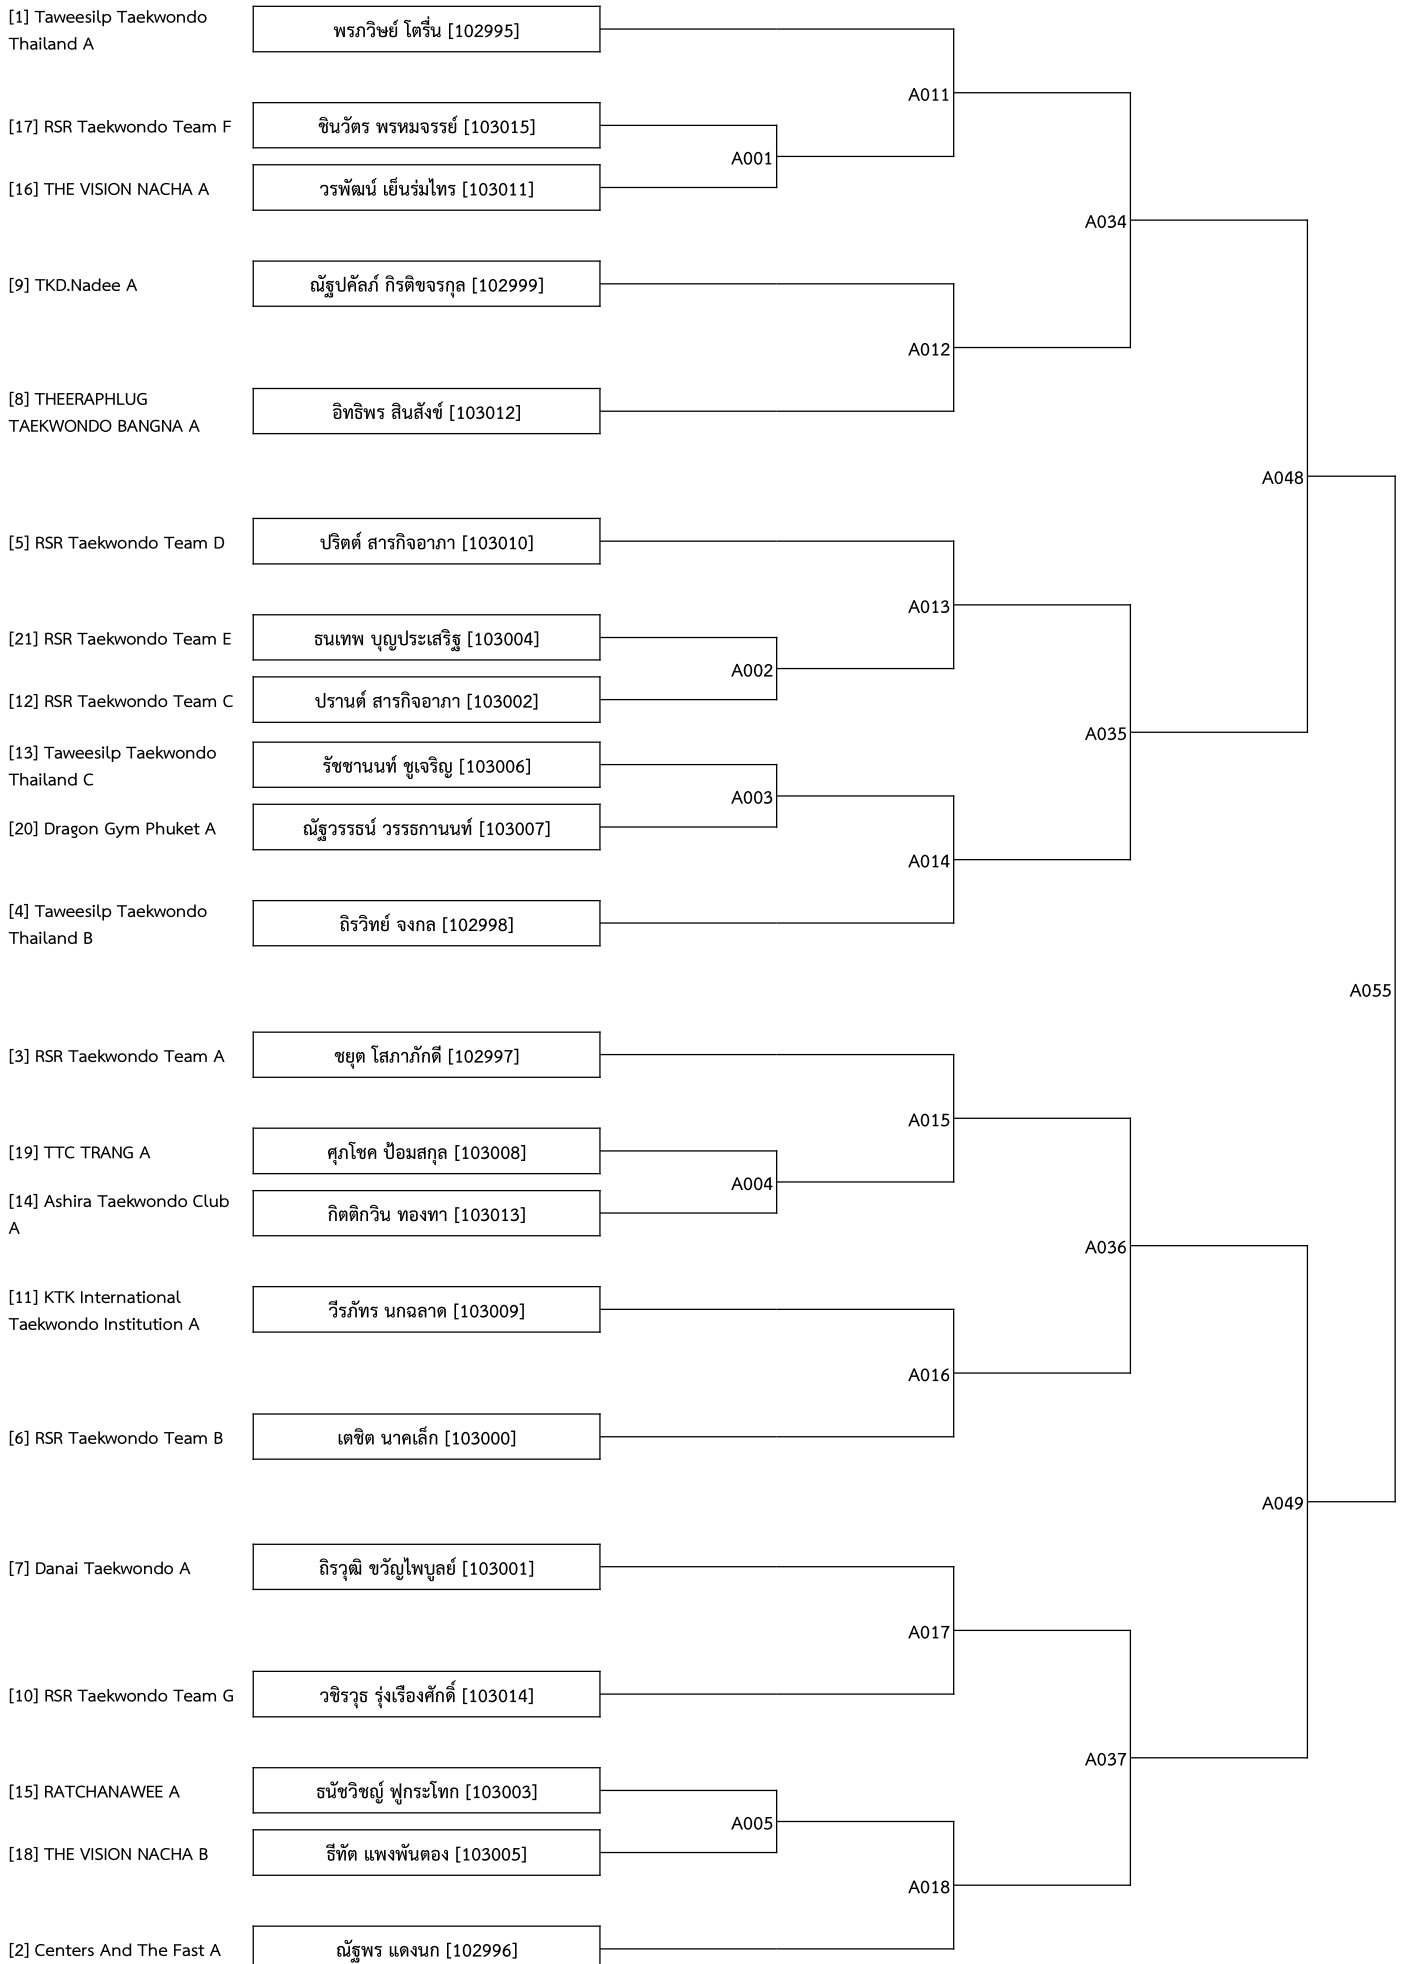 [1] Taweesilp Taekwondo
Thailand A
พรภวิษย์ โตรื่น [102995]
A011
[17] RSR Taekwondo Team F
ชินวัตร พรหมจรรย์ [103015]
A001
[16] THE VISION NACHA A
วรพัฒน์ เย็นร่มไทร [103011]
A034
[9] TKD.Nadee A
ณัฐปคัลภ์ กิรติขจรกุล [102999]
A012
[8] THEERAPHLUG
TAEKWONDO BANGNA A
อิทธิพร สินสังข์ [103012]
A048
[5] RSR Taekwondo Team D
ปริตต์ สารกิจอาภา [103010]
A013
[21] RSR Taekwondo Team E
ธนเทพ บุญประเสริฐ [103004]
A002
[12] RSR Taekwondo Team C
ปรานต์ สารกิจอาภา [103002]
A035
[13] Taweesilp Taekwondo
Thailand C
รัชชานนท์ ชูเจริญ [103006]
A003
[20] Dragon Gym Phuket A
ณัฐวรรธน์ วรรธกานนท์ [103007]
A014
[4] Taweesilp Taekwondo
Thailand B
ถิรวิทย์ จงกล [102998]
A055
[3] RSR Taekwondo Team A
ชยุต โสภาภักดี [102997]
A015
[19] TTC TRANG A
ศุภโชค ป้อมสกุล [103008]
A004
[14] Ashira Taekwondo Club
A
กิตติกวิน ทองทา [103013]
A036
[11] KTK International
Taekwondo Institution A
วีรภัทร นกฉลาด [103009]
A016
[6] RSR Taekwondo Team B
เตชิต นาคเล็ก [103000]
A049
[7] Danai Taekwondo A
ถิรวุฒิ ขวัญไพบูลย์ [103001]
A017
[10] RSR Taekwondo Team G
วชิรวุธ รุ่งเรืองศักดิ์ [103014]
A037
[15] RATCHANAWEE A
ธนัชวิชญ์ ฟูกระโทก [103003]
A005
[18] THE VISION NACHA B
ธีทัต แพงพันตอง [103005]
A018
[2] Centers And The Fast A
ณัฐพร แดงนก [102996]